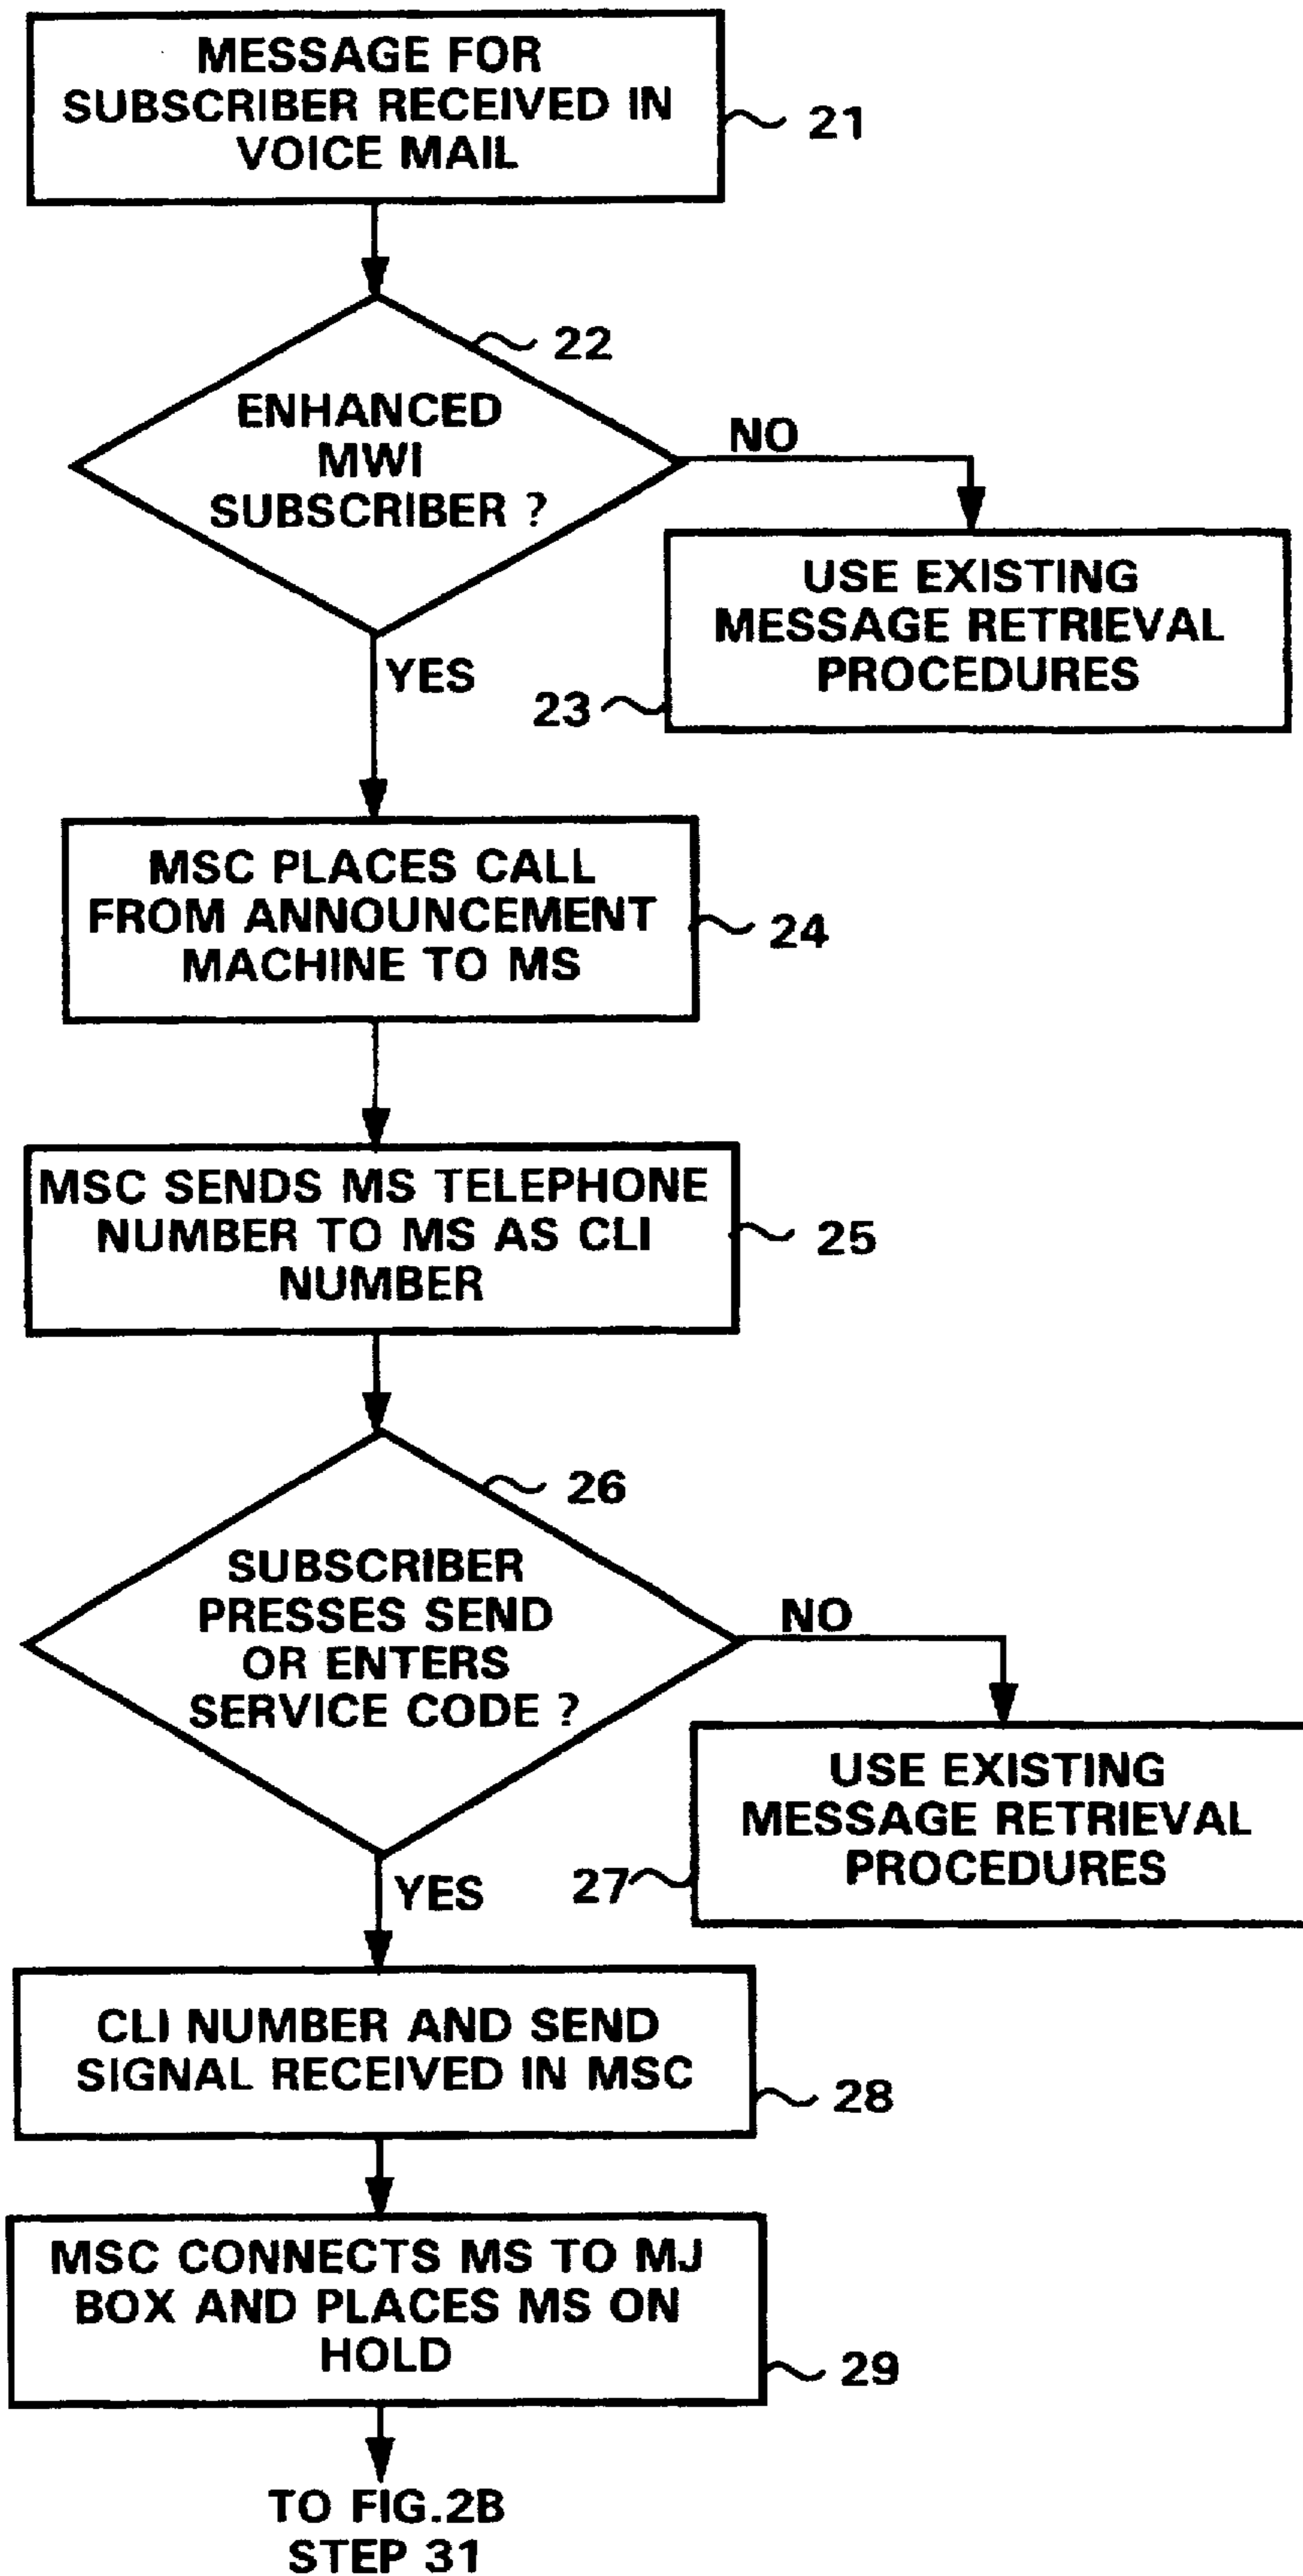 MESSAGE FOR
SUBSCRIBER RECEIVED IN
VOICE MAIL
21
22
ENHANCED
MWI
SUBSCRIBER ?
NO
USE EXISTING
MESSAGE RETRIEVAL
PROCEDURES
23
YES
MSC PLACES CALL
FROM ANNOUNCEMENT
MACHINE TO MS
24
MSC SENDS MS TELEPHONE
NUMBER TO MS AS CLI
NUMBER
25
26
SUBSCRIBER
PRESSES SEND
OR ENTERS
SERVICE CODE ?
NO
USE EXISTING
MESSAGE RETRIEVAL
PROCEDURES
27
YES
CLI NUMBER AND SEND
SIGNAL RECEIVED IN MSC
28
MSC CONNECTS MS TO MJ
BOX AND PLACES MS ON
HOLD
29
TO FIG.2B
STEP 31